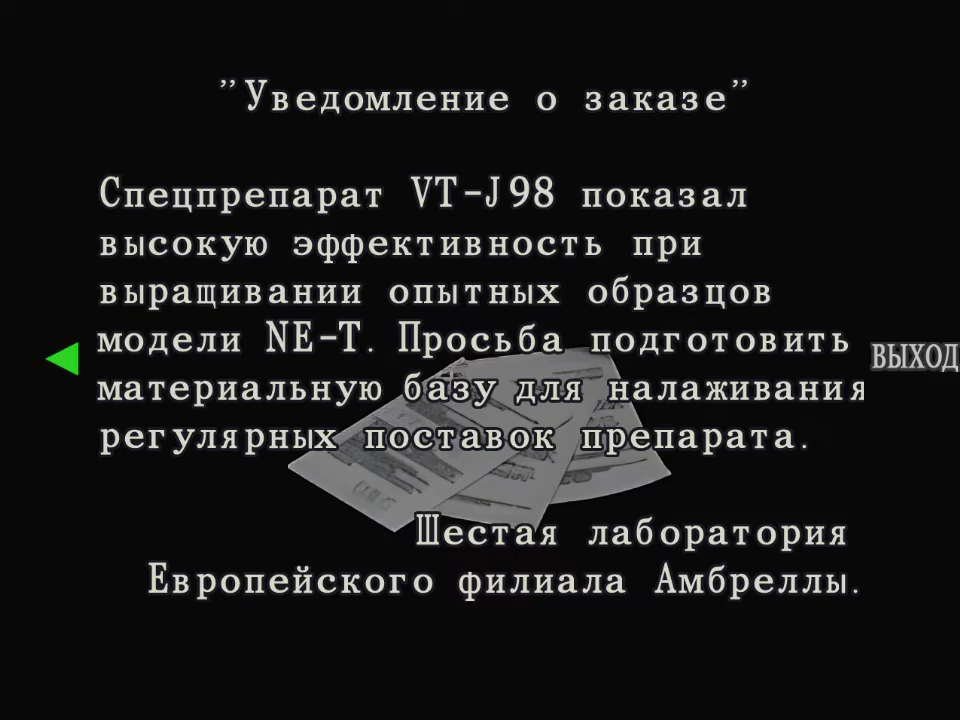 ”Уведомление о заказе”
Спецпрепарат VT-J98 показал
высокую эффективность при
выращивании опытных образцов
модели NE-T. Просьба подготовить
материальную базу для налаживания
регулярных поставок препарата.
ВЫХОД
Шестая лаборатория
Европейского филиала Амбреллы.